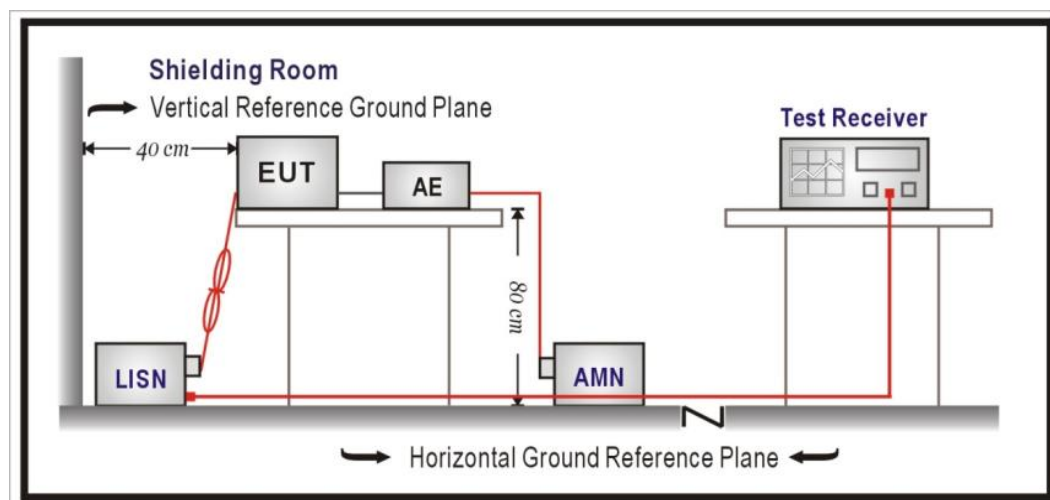 Shielding Room
Vertical Reference Ground Plane
Test Receiver
40 cm
EUT
AE
80 cm
LISN
AMN
Horizontal Ground Reference Plane